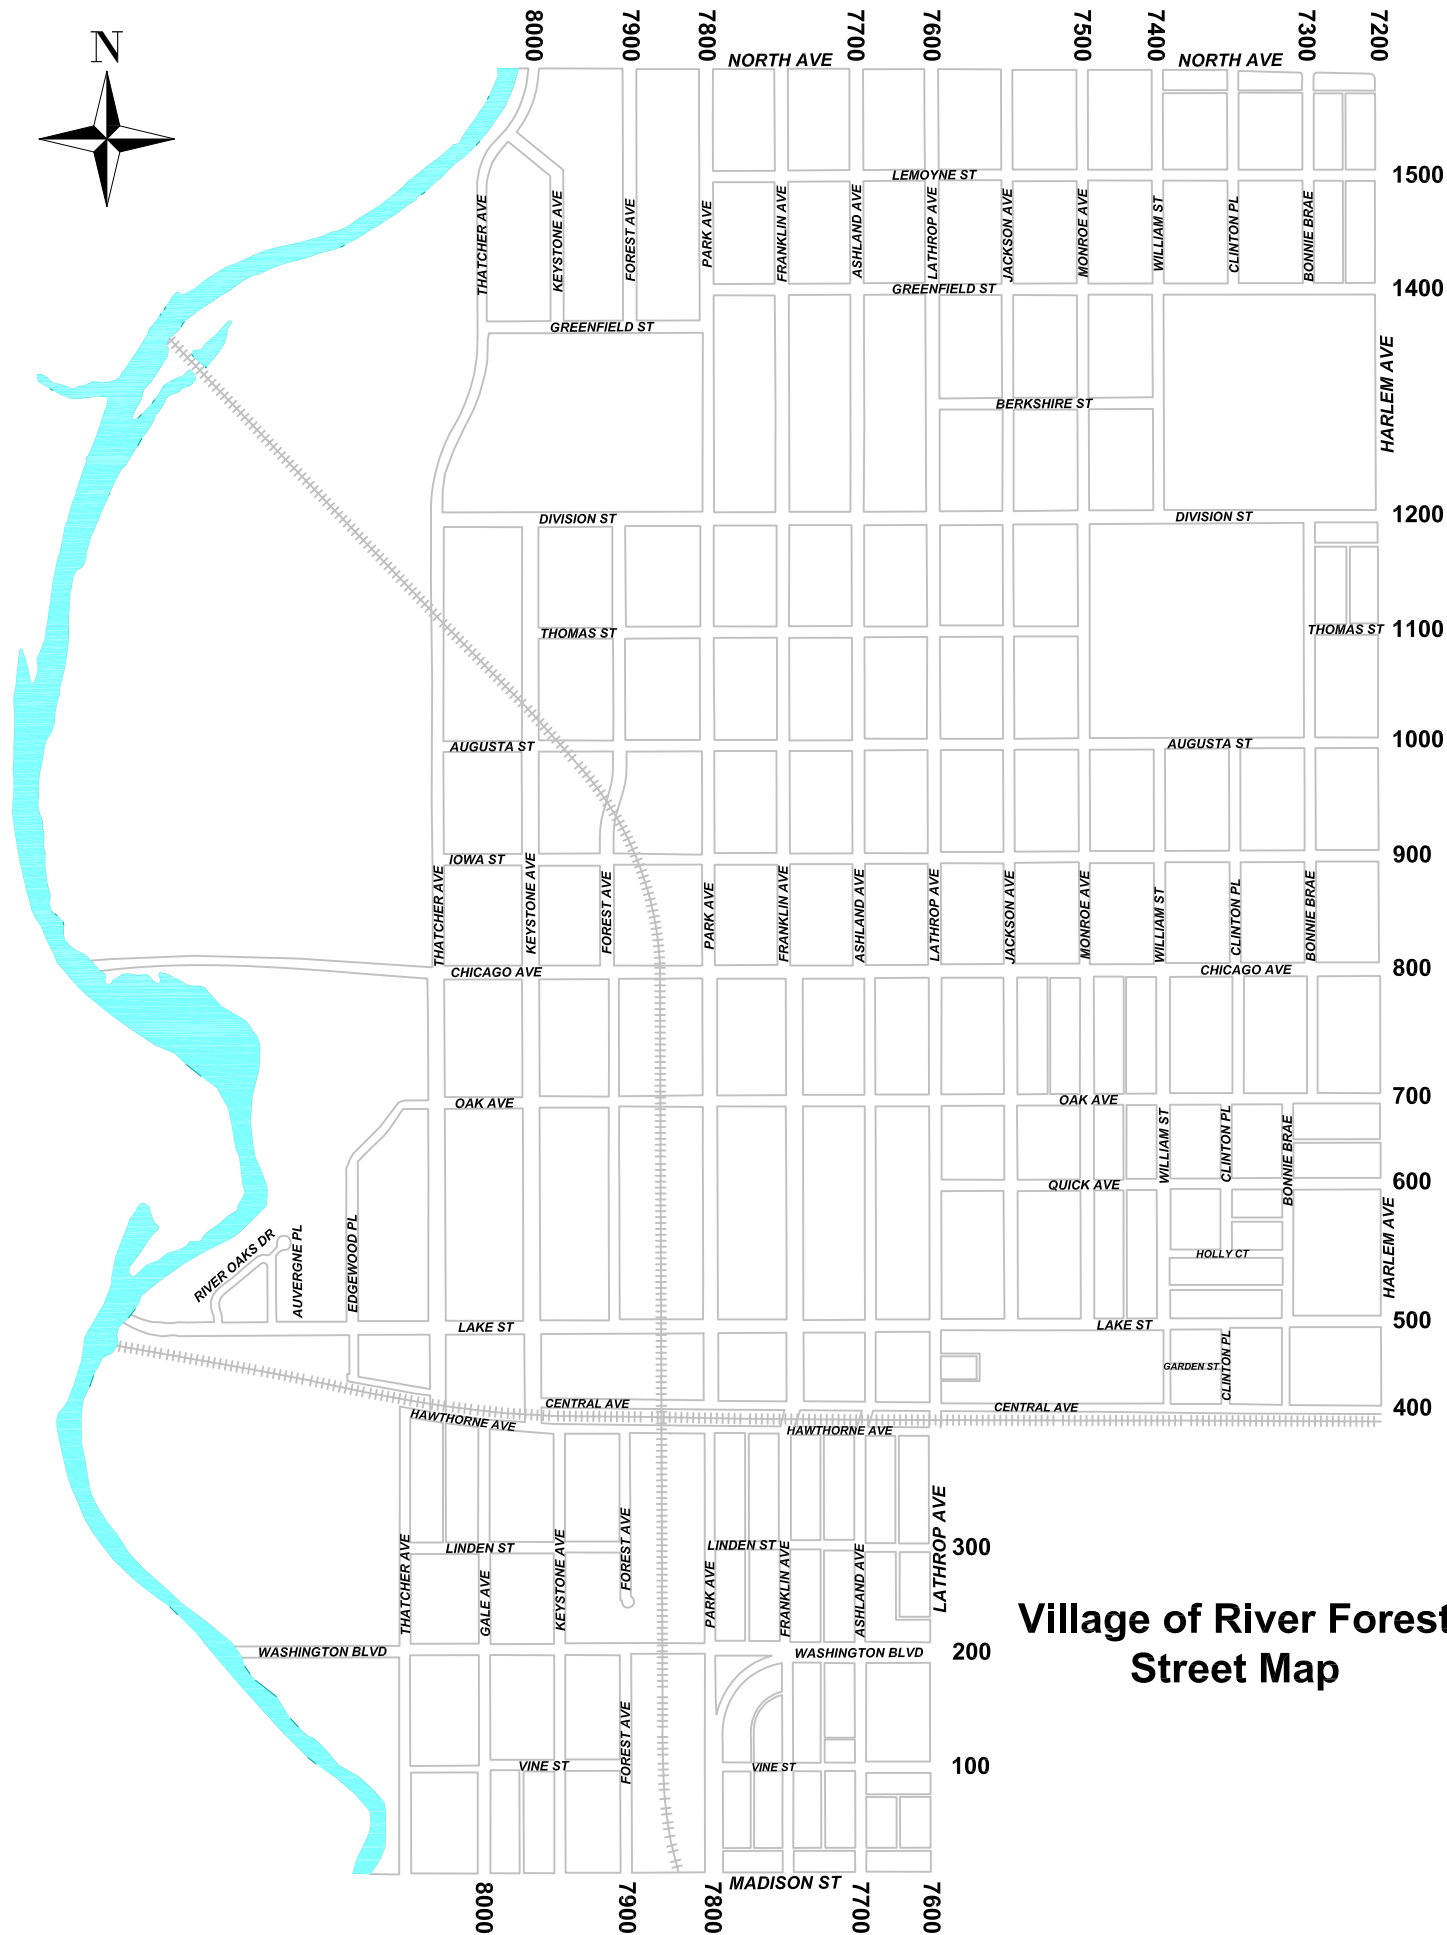 N
8000
7900
7800
7700
7600
7500
7400
7300
7200
NORTH AVE
NORTH AVE
LEMOYNE ST
1500
THATCHER AVE
KEYSTONE AVE
FOREST AVE
PARK AVE
FRANKLIN AVE
ASHLAND AVE
LATHROP AVE
JACKSON AVE
MONROE AVE
WILLIAM ST
CLINTON PL
BONNIE BRAE
GREENFIELD ST
1400
GREENFIELD ST
HARLEM AVE
BERKSHIRE ST
DIVISION ST
DIVISION ST
1200
THOMAS ST
THOMAS ST
1100
AUGUSTA ST
AUGUSTA ST
1000
IOWA ST
900
THATCHER AVE
KEYSTONE AVE
FOREST AVE
PARK AVE
FRANKLIN AVE
ASHLAND AVE
LATHROP AVE
JACKSON AVE
MONROE AVE
WILLIAM ST
CLINTON PL
BONNIE BRAE
CHICAGO AVE
CHICAGO AVE
800
OAK AVE
OAK AVE
700
WILLIAM ST
CLINTON PL
BONNIE BRAE
QUICK AVE
600
RIVER OAKS DR
AUVERGNE PL
EDGEWOOD PL
HOLLY CT
HARLEM AVE
LAKE ST
LAKE ST
500
GARDEN ST
CLINTON PL
CENTRAL AVE
CENTRAL AVE
400
HAWTHORNE AVE
HAWTHORNE AVE
LINDEN ST
LINDEN ST
300
THATCHER AVE
GALE AVE
KEYSTONE AVE
FOREST AVE
PARK AVE
FRANKLIN AVE
ASHLAND AVE
LATHROP AVE
Village of River Forest
Street Map
WASHINGTON BLVD
WASHINGTON BLVD
200
FOREST AVE
VINE ST
VINE ST
100
MADISON ST
8000
7900
7800
7700
7600